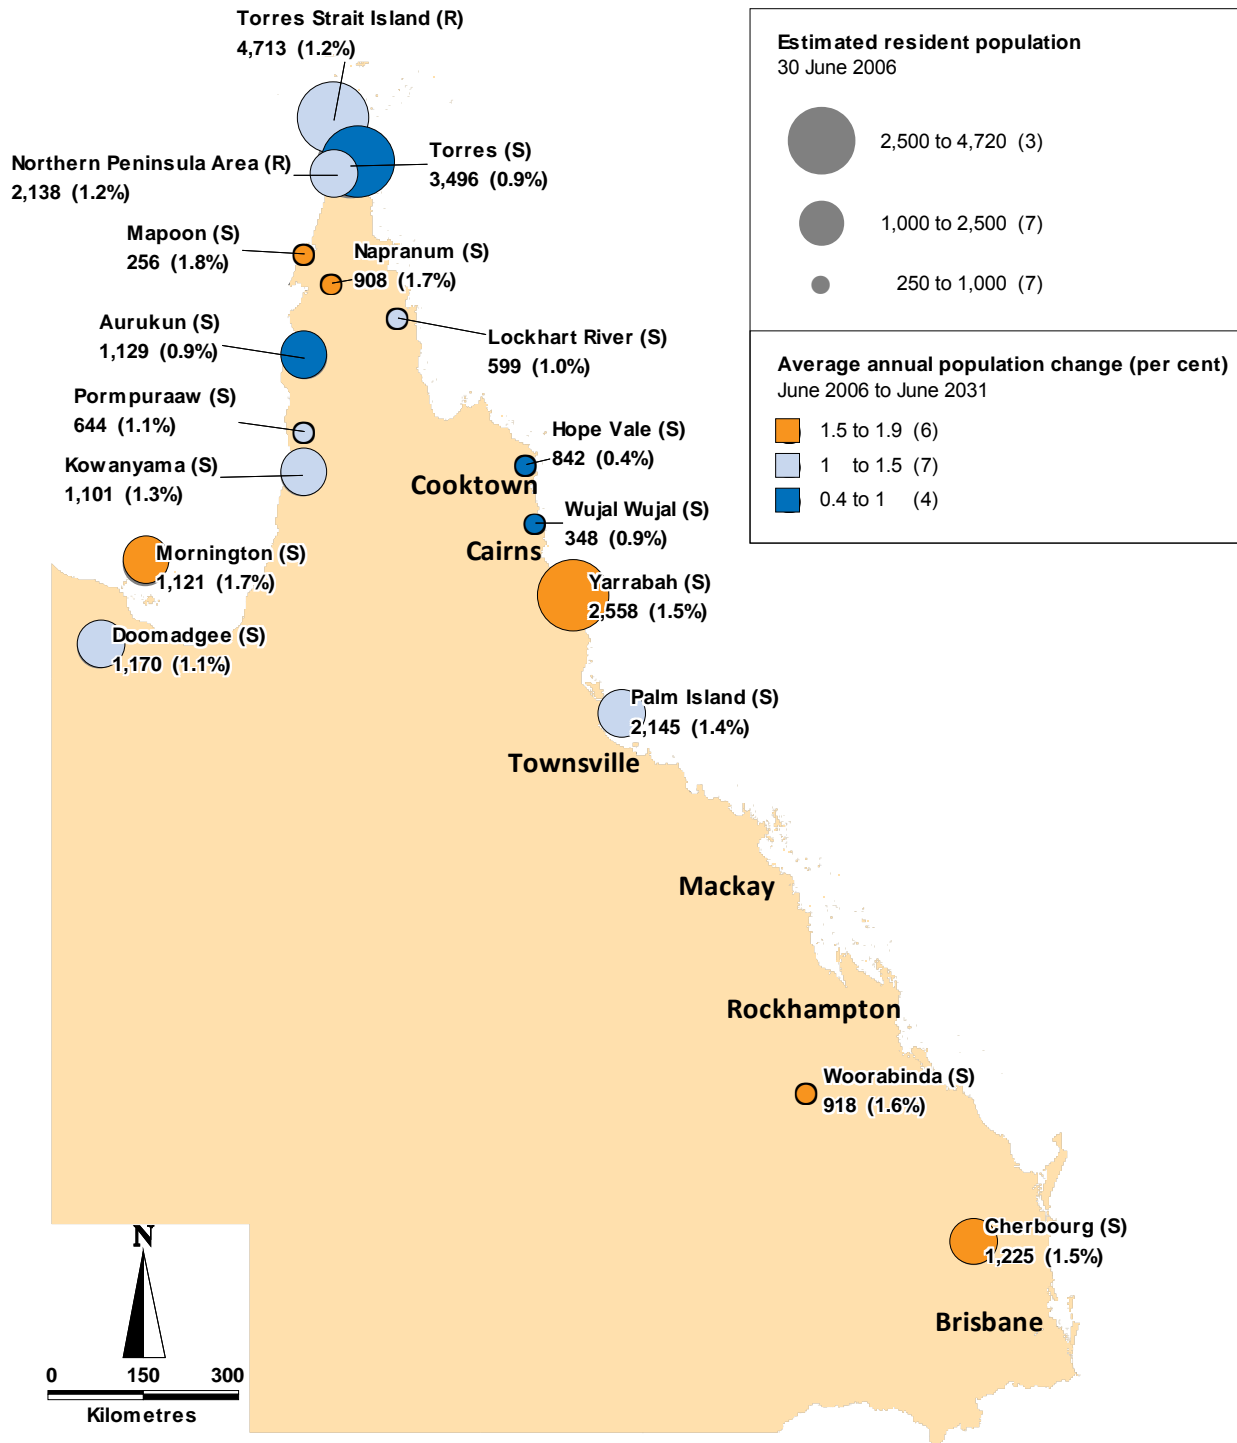 Torres Strait Island (R)
4,713 (1.2%)
Northern Peninsula Area (R)
2,138 (1.2%)
Torres (S)
3,496 (0.9%)
Mapoon (S)
256 (1.8%)
Napranum (S)
908 (1.7%)
Aurukun (S)
1,129 (0.9%)
Lockhart River (S)
599 (1.0%)
Pormpuraaw (S)
644 (1.1%)
Kowanyama (S)
1,101 (1.3%)
Hope Vale (S)
842 (0.4%)
Cooktown
Wujal Wujal (S)
348 (0.9%)
Cairns
Mornington (S)
1,121 (1.7%)
Yarrabah (S)
2,558 (1.5%)
Doomadgee (S)
1,170 (1.1%)
Palm Island (S)
2,145 (1.4%)
Townsville
Mackay
Rockhampton
Woorabinda (S)
918 (1.6%)
Cherbourg (S)
1,225 (1.5%)
Brisbane
N
0 150 300
Kilometres
Estimated resident population
30 June 2006
2,500 to 4,720 (3)
1,000 to 2,500 (7)
250 to 1,000 (7)
Average annual population change (per cent)
June 2006 to June 2031
1.5 to 1.9 (6)
1 to 1.5 (7)
0.4 to 1 (4)